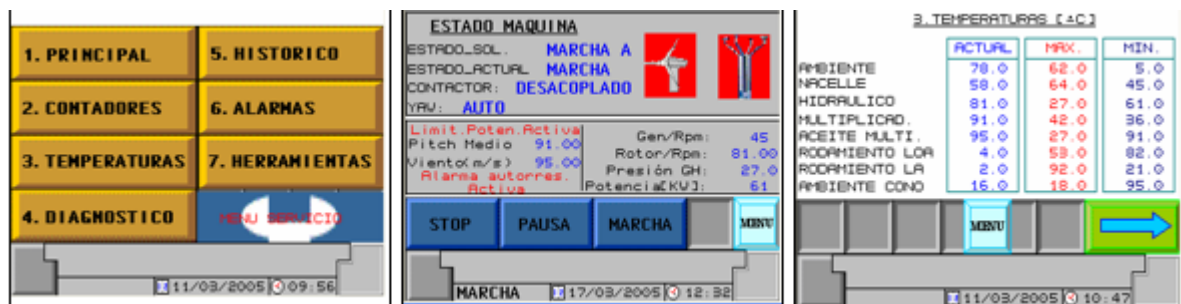 1. PRINCIPAL
5. HISTORICO
2. CONTADORES
6. ALARMAS
3. TEMPERATURAS
7. HERRAMIENTAS
4. DIAGNOSTICO
MENU SERVICIO
11/03/2005 09:56
ESTADO MAQUINA
ESTADO_SOL. MARCHA A
ESTADO_ACTUAL MARCHA
CONTACTOR: DESACOPLADO
YAW: AUTO
Limit.Poten.Activa
Pitch Medio 91.00
Viento(m/s) 95.00
Alarma autorres.
Activa
Gen/Rpm: 45
Rotor/Rpm: 81.00
Presión GH: 27.0
Potencia[KW]: 61
STOP PAUSA MARCHA MENU
MARCHA 17/03/2005 12:32
3.TEMPERATURAS [±C]
ACTUAL MAX. MIN.
AMBIENTE 78.0 62.0 5.0
NACELLE 58.0 64.0 45.0
HIDRAULICO 81.0 27.0 61.0
MULTIPLICAD. 91.0 42.0 36.0
ACEITE MULTI. 95.0 27.0 91.0
RODAMIENTO LOA 4.0 53.0 82.0
RODAMIENTO LA 2.0 92.0 21.0
AMBIENTE CONO 16.0 18.0 95.0
MENU
11/03/2005 10:47